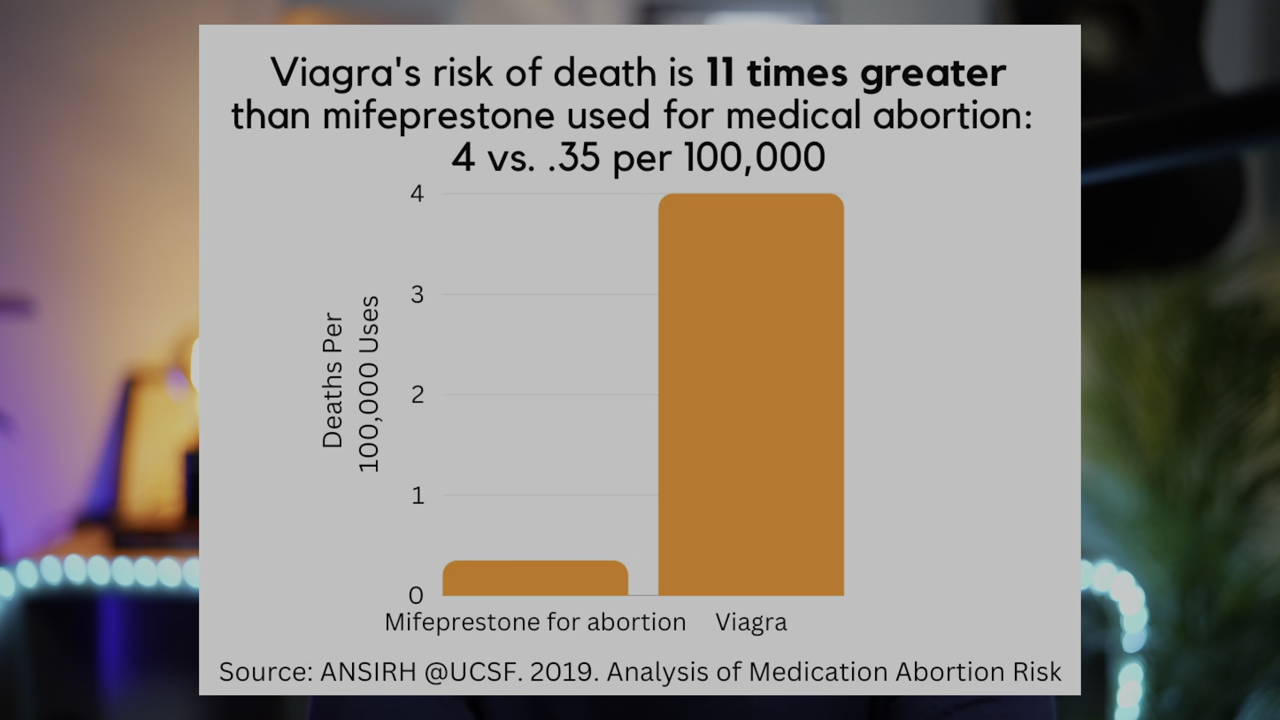 Viagra's risk of death is 11 times greater
than mifeprestone used for medical abortion:
4 vs. .35 per 100,000
4
3
2
1
0
Deaths Per
100,000 Uses
Mifeprestone for abortion
Viagra
Source: ANSIRH @UCSF. 2019. Analysis of Medication Abortion Risk